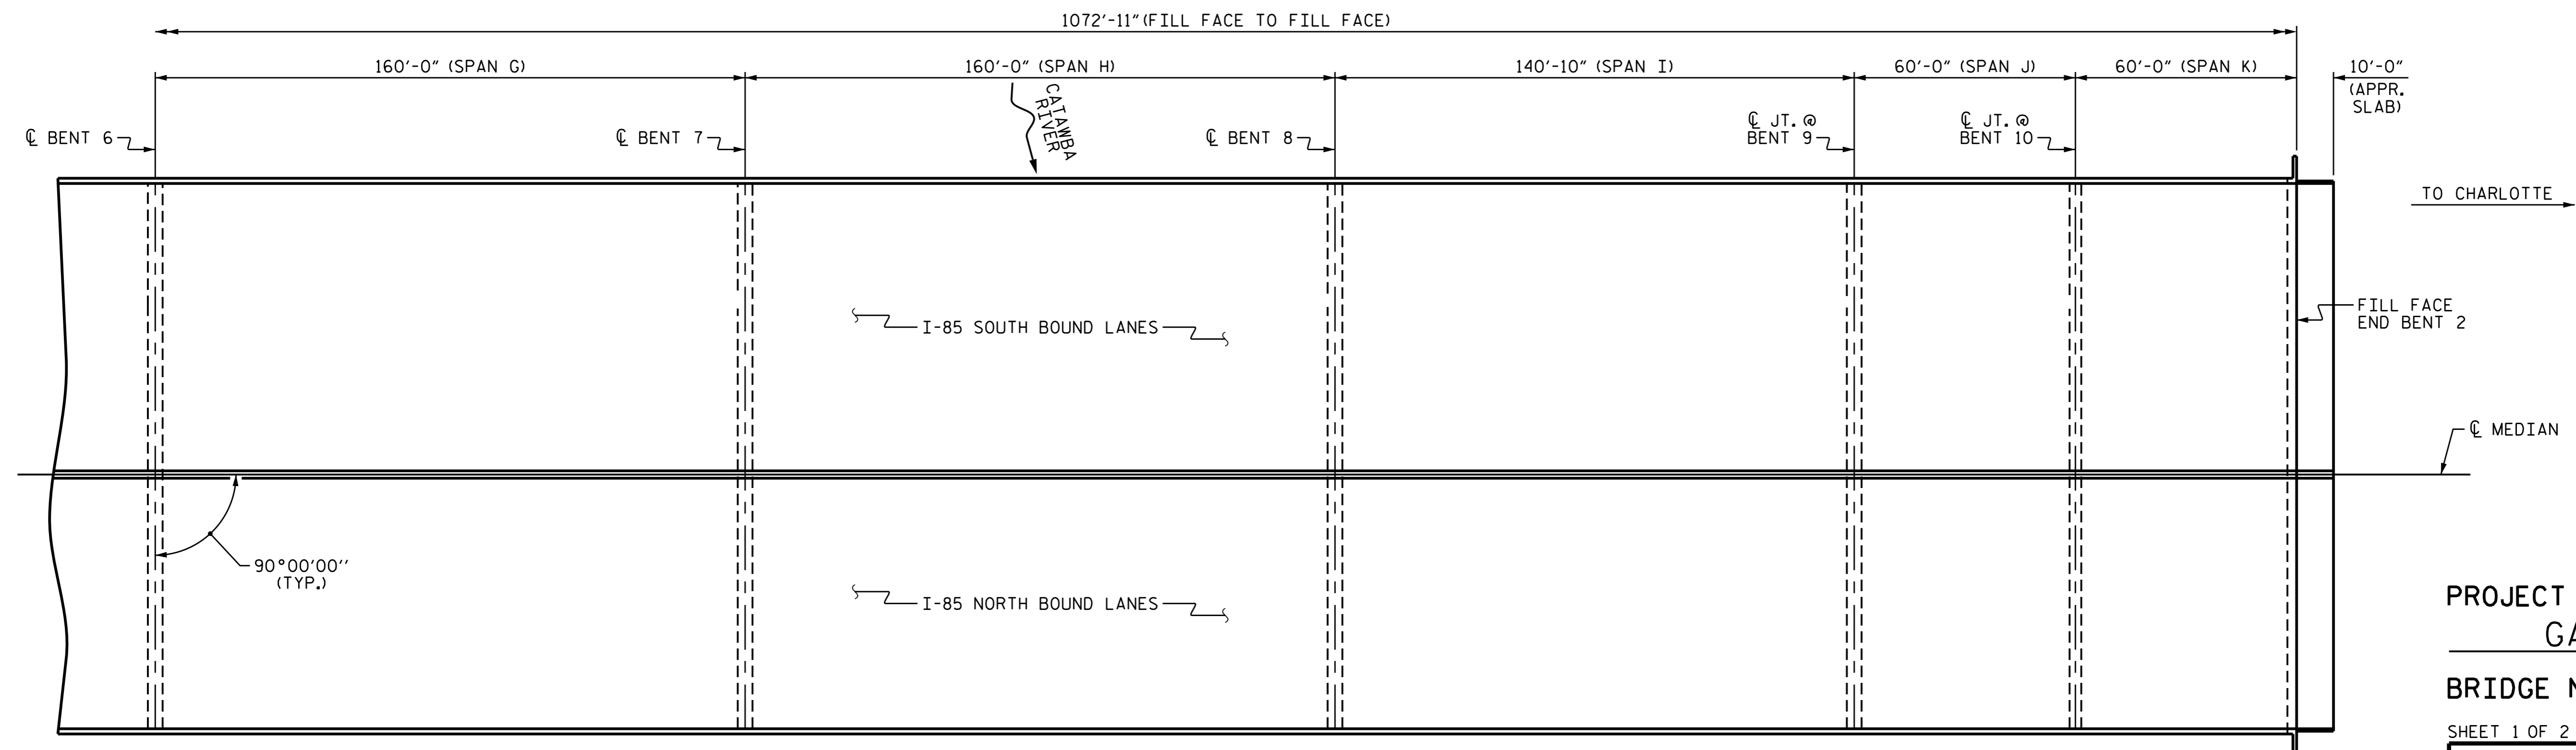 1072'-11" (FILL FACE TO FILL FACE)
160'-0" (SPAN G)
160'-0" (SPAN H)
140'-10" (SPAN I)
60'-0" (SPAN J)
60'-0" (SPAN K)
10'-0"
(APPR.
SLAB)
CATAWBA
RIVER
℄ BENT 6
℄ BENT 7
℄ BENT 8
℄ JT. @
BENT 9
℄ JT. @
BENT 10
TO CHARLOTTE
I-85 SOUTH BOUND LANES
FILL FACE
END BENT 2
℄ MEDIAN
90°00'00''
(TYP.)
I-85 NORTH BOUND LANES
PROJECT
GA
BRIDGE
SHEET 1 OF 2